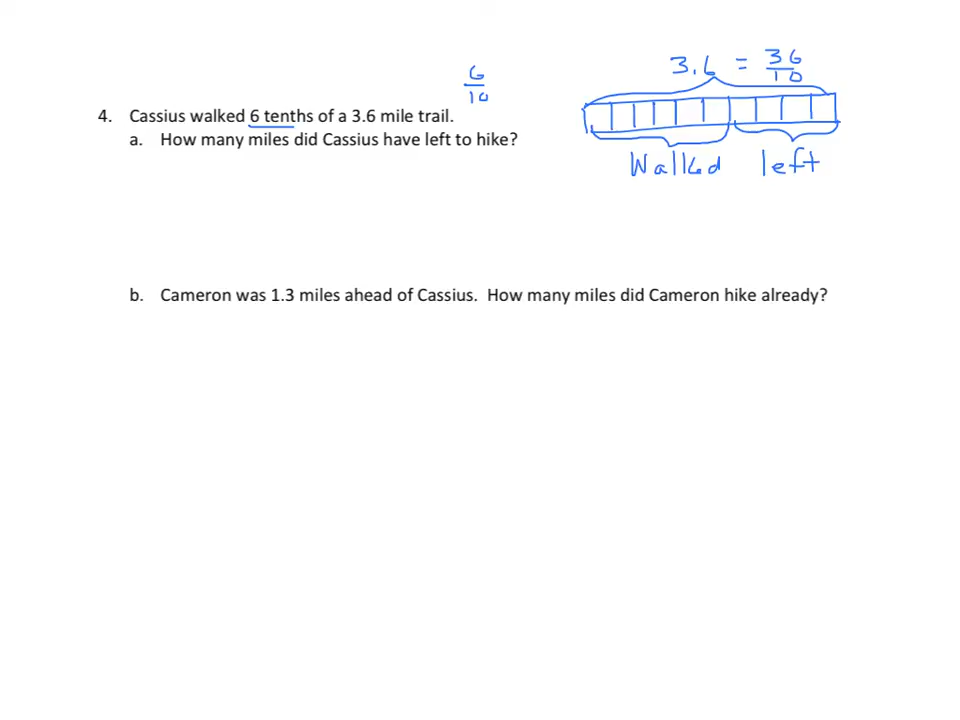 3.6 = 36/10
6/10
4. Cassius walked 6 tenths of a 3.6 mile trail.
a. How many miles did Cassius have left to hike?
Walked left
b. Cameron was 1.3 miles ahead of Cassius. How many miles did Cameron hike already?